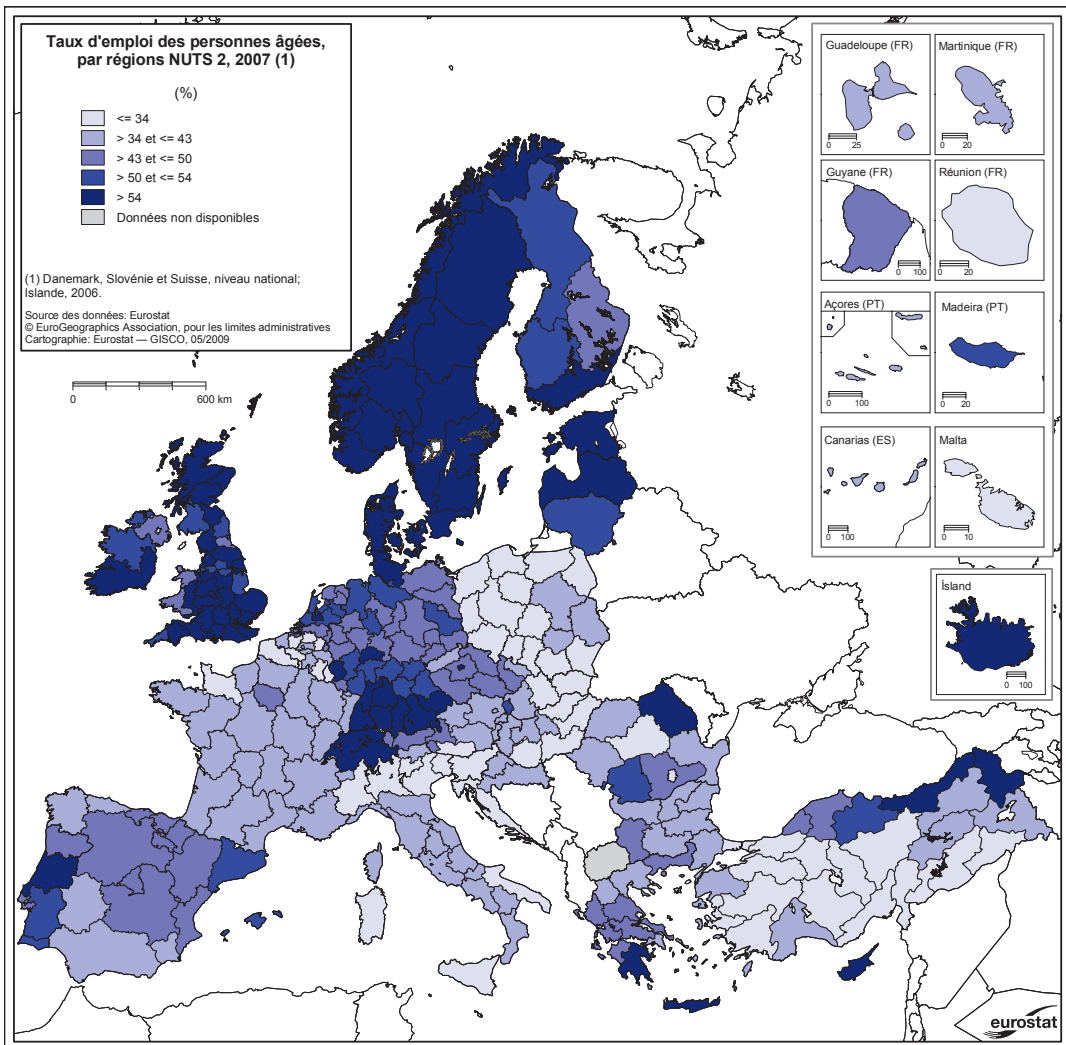 Taux d'emploi des personnes âgées,
par régions NUTS 2, 2007 (1)
(%)
<= 34
> 34 et <= 43
> 43 et <= 50
> 50 et <= 54
> 54
Données non disponibles
(1) Danemark, Slovénie et Suisse, niveau national;
Islande, 2006.
Source des données: Eurostat
© EuroGeographics Association, pour les limites administratives
Cartographie: Eurostat — GISCO, 05/2009
0 600 km
Guadeloupe (FR)
0 25
Martinique (FR)
0 20
Guyane (FR)
0 100
Réunion (FR)
0 20
Açores (PT)
0 100
Madeira (PT)
0 20
Canarias (ES)
0 100
Malta
0 10
Ísland
0 100
eurostat